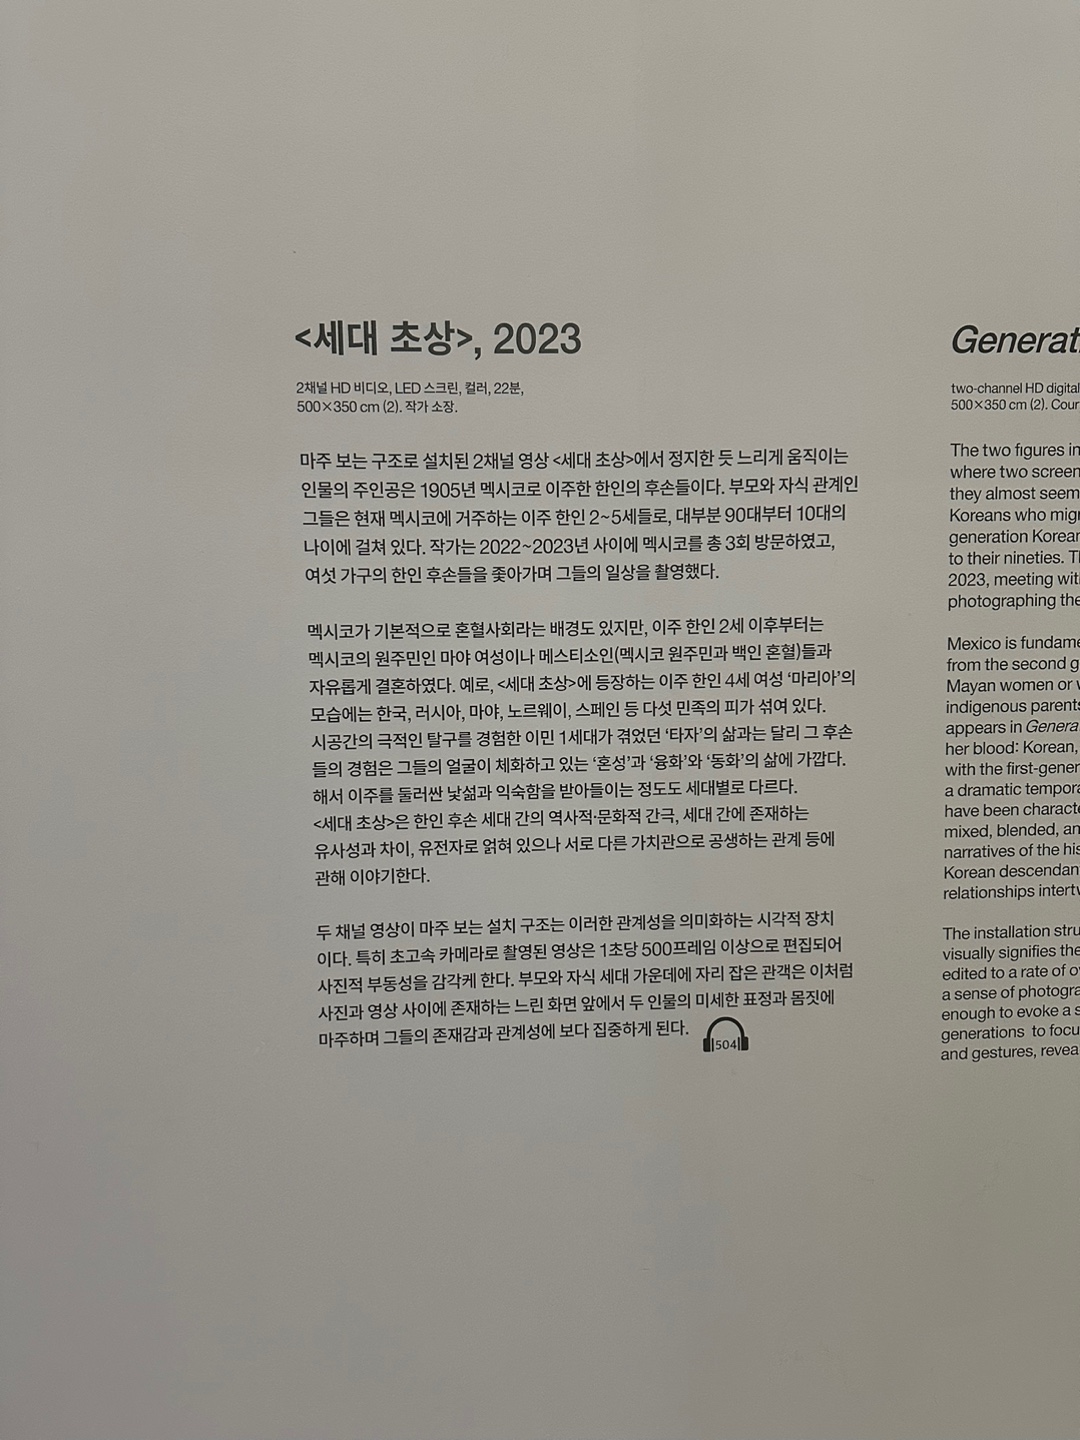 <세대 초상>, 2023
2채널 HD 비디오, LED 스크린, 컬러, 22분,
500×350 cm (2). 작가 소장.
마주 보는 구조로 설치된 2채널 영상 <세대 초상>에서 정지한 듯 느리게 움직이는
인물의 주인공은 1905년 멕시코로 이주한 한인의 후손들이다. 부모와 자식 관계인
그들은 현재 멕시코에 거주하는 이주 한인 2~5세들로, 대부분 90대부터 10대의
나이에 걸쳐 있다. 작가는 2022~2023년 사이에 멕시코를 총 3회 방문하였고,
여섯 가구의 한인 후손들을 좇아가며 그들의 일상을 촬영했다.
멕시코가 기본적으로 혼혈사회라는 배경도 있지만, 이주 한인 2세 이후부터는
멕시코의 원주민인 마야 여성이나 메스티소인(멕시코 원주민과 백인 혼혈)들과
자유롭게 결혼하였다. 예로, <세대 초상>에 등장하는 이주 한인 4세 여성 ‘마리아’의
모습에는 한국, 러시아, 마야, 노르웨이, 스페인 등 다섯 민족의 피가 섞여 있다.
시공간의 극적인 탈구를 경험한 이민 1세대가 겪었던 ‘타자’의 삶과는 달리 그 후손
들의 경험은 그들의 얼굴이 체화하고 있는 ‘혼성’과 ‘융화’와 ‘동화’의 삶에 가깝다.
해서 이주를 둘러싼 낯섦과 익숙함을 받아들이는 정도도 세대별로 다르다.
<세대 초상>은 한인 후손 세대 간의 역사적·문화적 간극, 세대 간에 존재하는
유사성과 차이, 유전자로 얽혀 있으나 서로 다른 가치관으로 공생하는 관계 등에
관해 이야기한다.
두 채널 영상이 마주 보는 설치 구조는 이러한 관계성을 의미화하는 시각적 장치
이다. 특히 초고속 카메라로 촬영된 영상은 1초당 500프레임 이상으로 편집되어
사진적 부동성을 감각케 한다. 부모와 자식 세대 가운데에 자리 잡은 관객은 이처럼
사진과 영상 사이에 존재하는 느린 화면 앞에서 두 인물의 미세한 표정과 몸짓에
마주하며 그들의 존재감과 관계성에 보다 집중하게 된다.
504
Generati
two-channel HD digital
500×350 cm (2). Cour
The two figures in
where two screen
they almost seem
Koreans who migr
generation Korean
to their nineties. Th
2023, meeting wit
photographing the
Mexico is fundame
from the second g
Mayan women or w
indigenous parents
appears in Genera
her blood: Korean,
with the first-gener
a dramatic tempora
have been characte
mixed, blended, an
narratives of the his
Korean descendan
relationships intertw
The installation stru
visually signifies the
edited to a rate of ov
a sense of photogra
enough to evoke a s
generations to focu
and gestures, revea